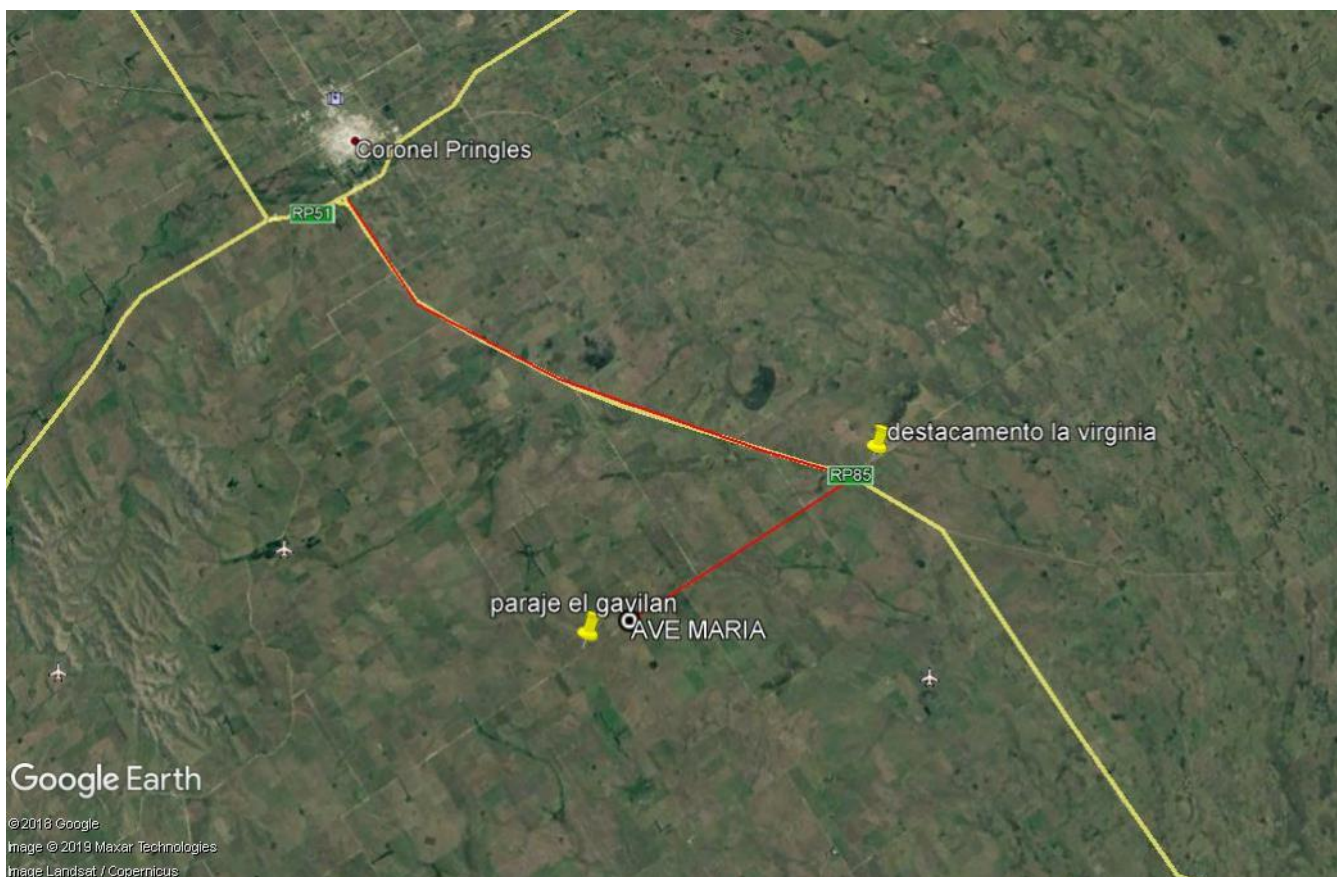 Coronel Pringles
RP51
destacamento la virginia
RP85
paraje el gavilan
AVE MARIA
Google Earth
©2018 Google
Image © 2019 Maxar Technologies
Image Landsat / Copernicus